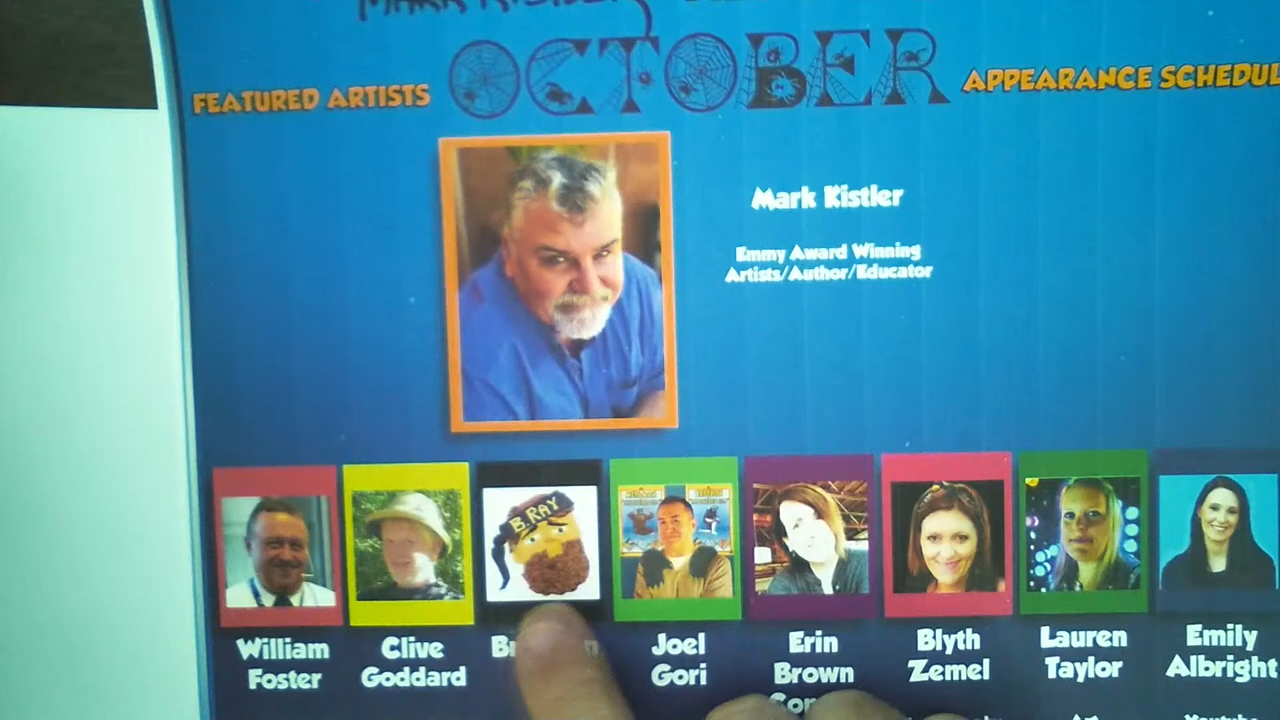 OCTOBER
FEATURED ARTISTS
APPEARANCE SCHEDUL
Mark Kistler
Emmy Award Winning
Artists/Author/Educator
B.RAY
William
Foster
Clive
Goddard
Joel
Gori
Erin
Brown
Blyth
Zemel
Lauren
Taylor
Emily
Albright